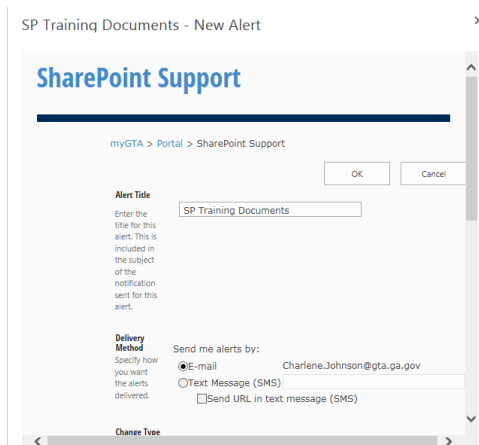 SP Training Documents - New Alert
SharePoint Support
myGTA > Portal > SharePoint Support
OK
Cancel
Alert Title
Enter the
title for this
alert. This is
included in
the subject
of the
notification
sent for this
alert.
SP Training Documents
Delivery
Method
Specify how
you want
the alerts
delivered.
Send me alerts by:
E-mail
Charlene.Johnson@gta.ga.gov
Text Message (SMS)
Send URL in text message (SMS)
Change Type